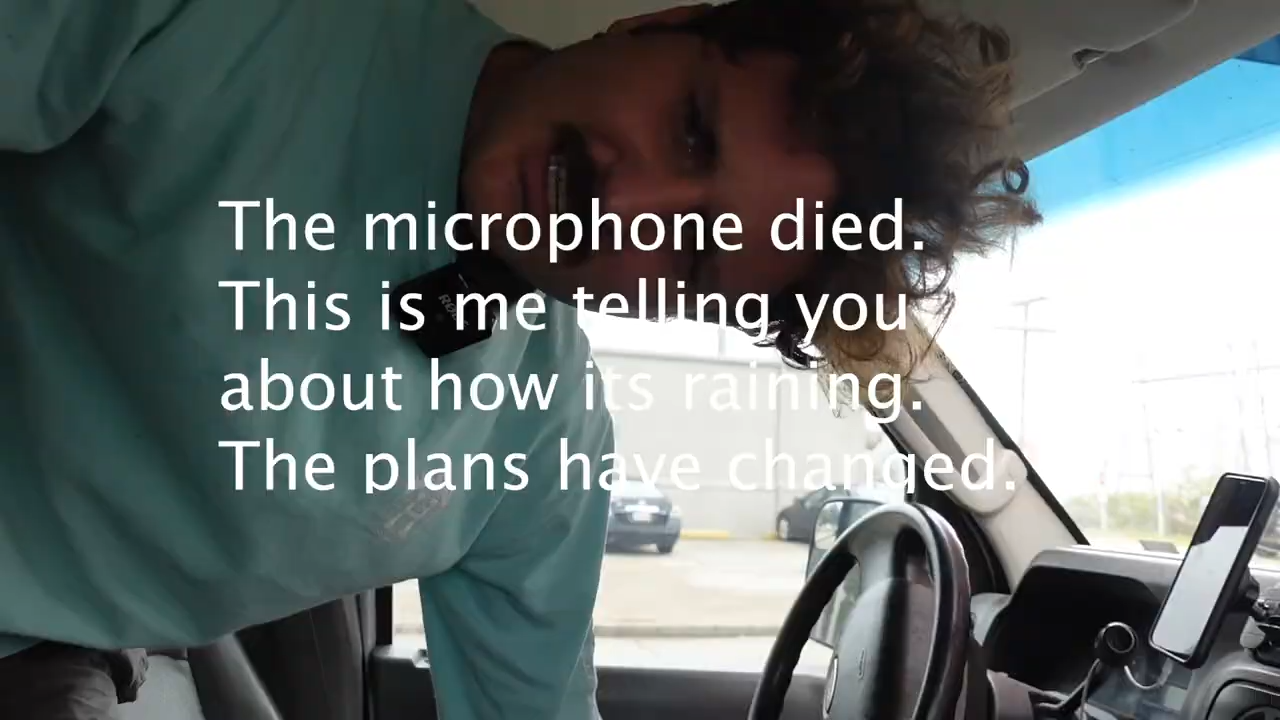 The microphone died.
This is me telling you
about how its raining.
The plans have changed.